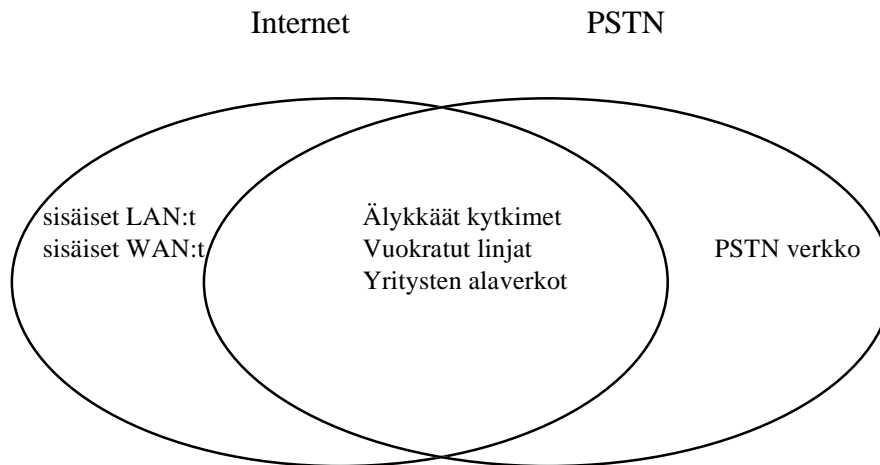 Internet PSTN
sisäiset LAN:t
sisäiset WAN:t
Älykkäät kytkimet
Vuokratut linjat
Yritysten alaverkot
PSTN verkko